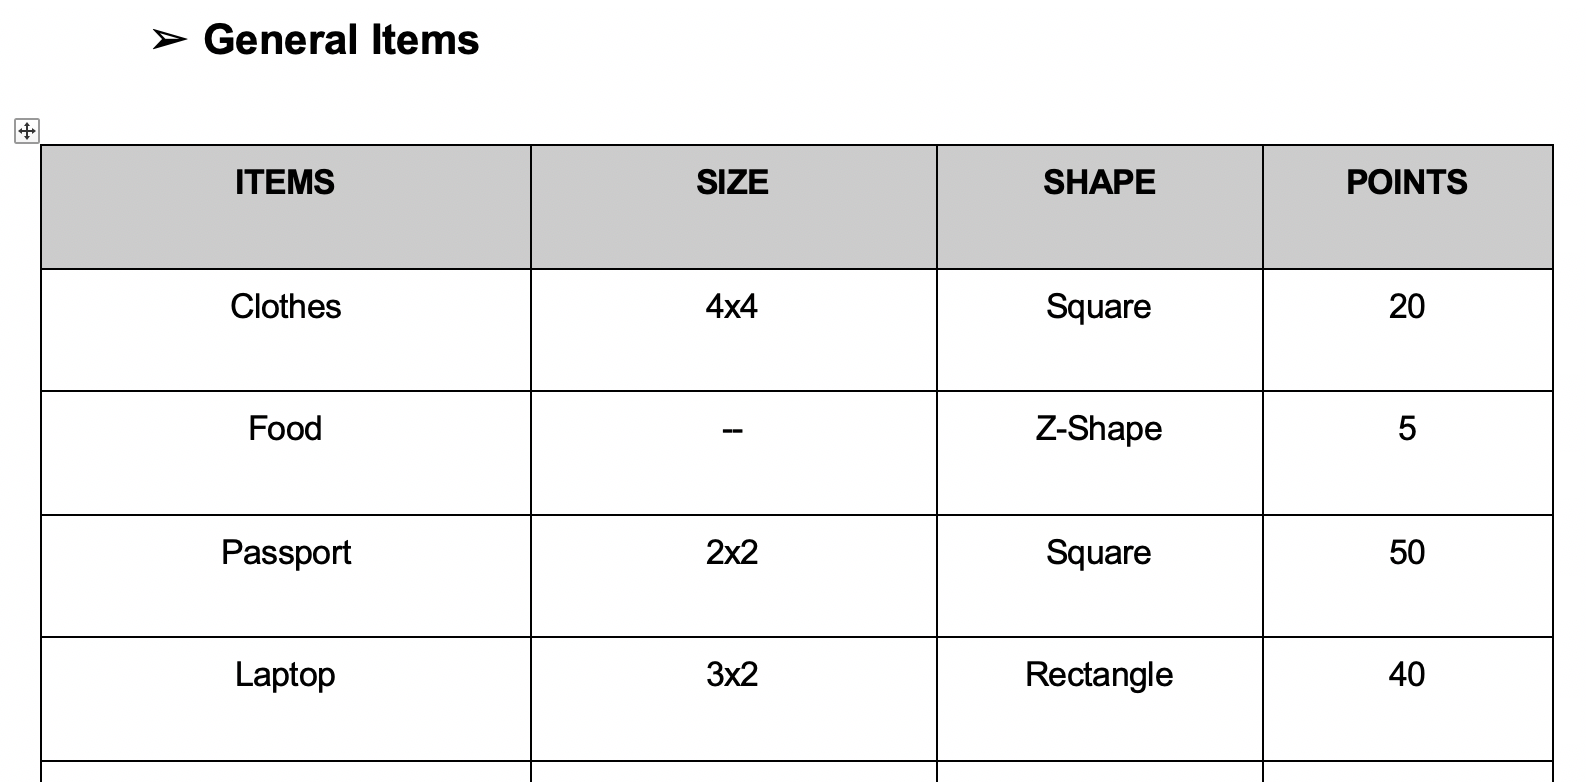 ➢ General Items
ITEMS SIZE SHAPE POINTS
Clothes 4x4 Square 20
Food -- Z-Shape 5
Passport 2x2 Square 50
Laptop 3x2 Rectangle 40